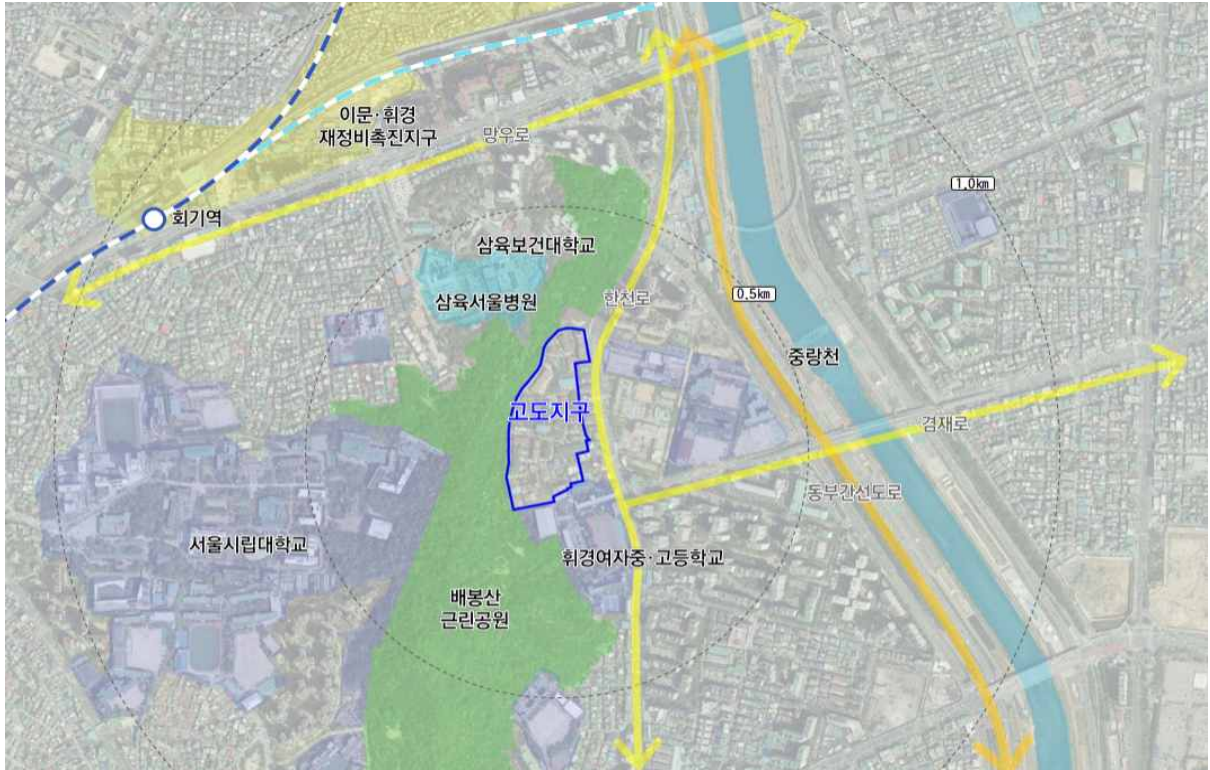 이문·휘경
재정비촉진지구
망우로
1.0km
회기역
삼육보건대학교
삼육서울병원
한천로
0.5km
중랑천
고도지구
겸재로
동부간선도로
서울시립대학교
휘경여자중·고등학교
배봉산
근린공원